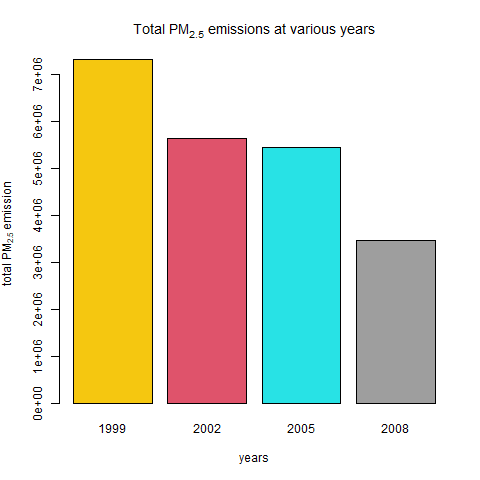 Total PM2.5 emissions at various years
total PM2.5 emission
7e+06
6e+06
5e+06
4e+06
3e+06
2e+06
1e+06
0e+00
1999 2002 2005 2008
years